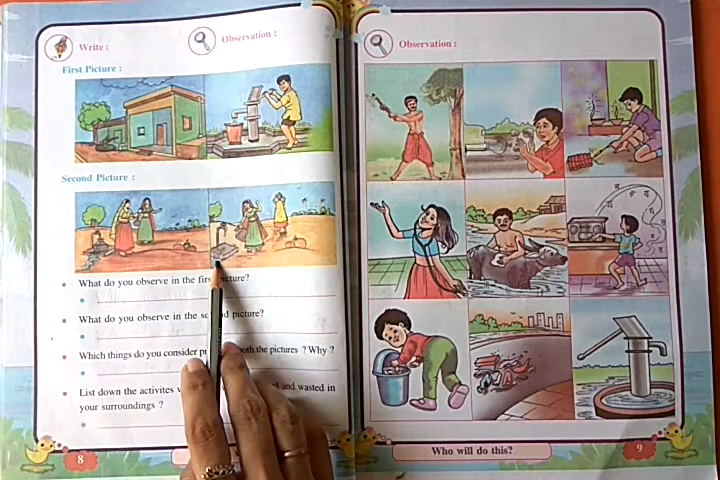 Write :
Observation :
First Picture :
Second Picture :
What do you observe in the first picture?
What do you observe in the second picture?
Which things do you consider both the pictures ? Why ?
List down the activites and wasted in
your surroundings ?
8
Observation :
Who will do this?
9